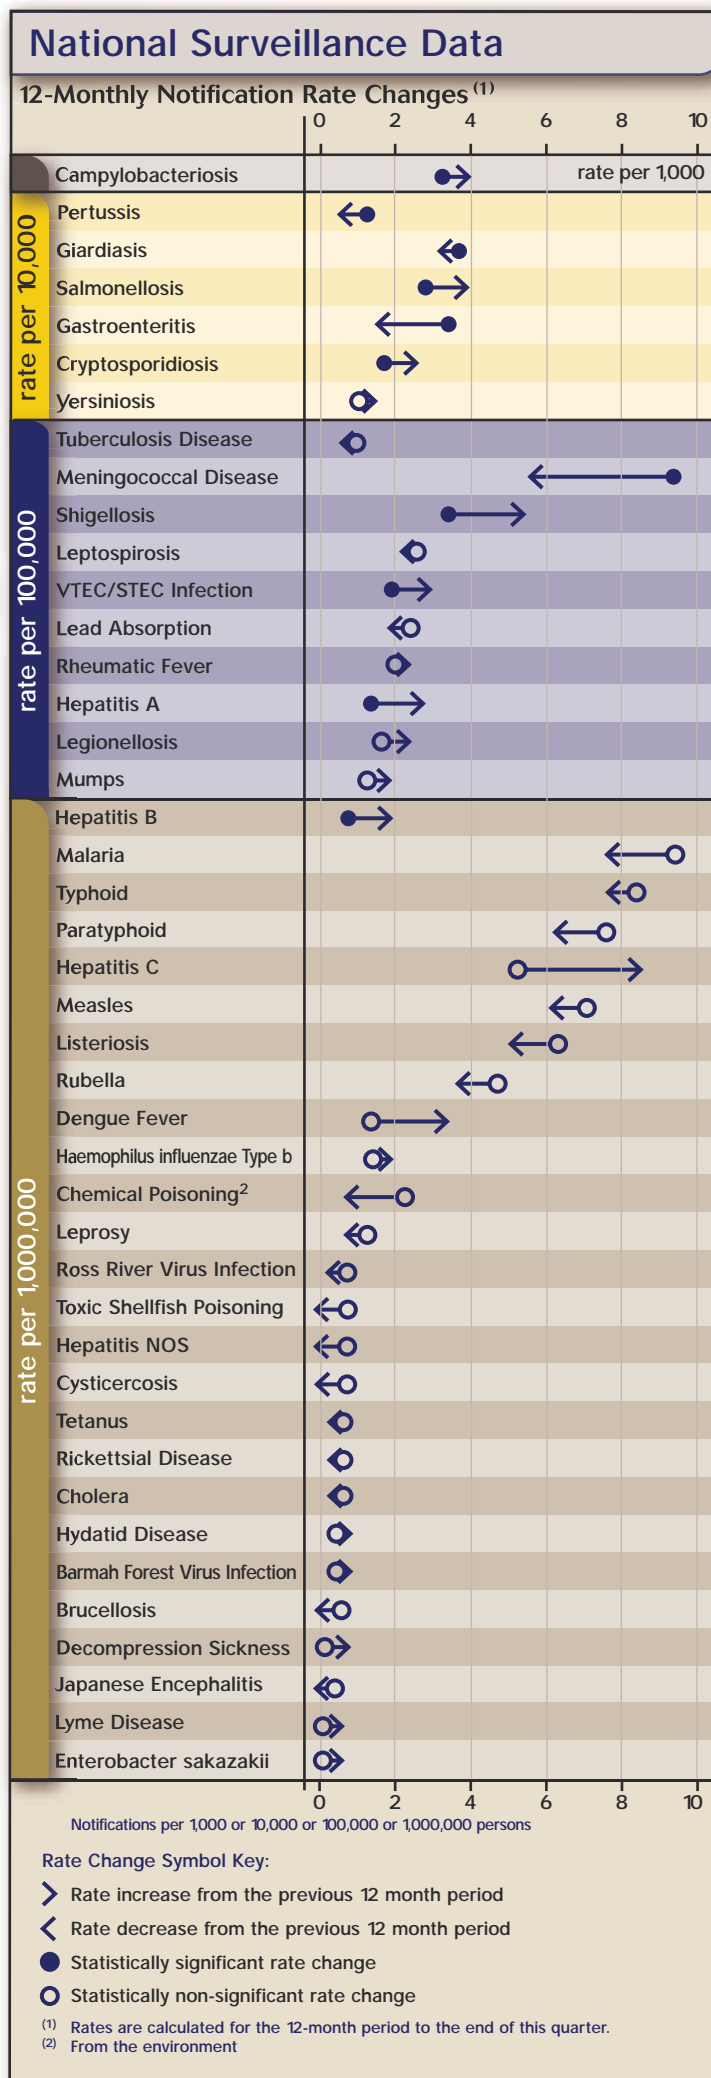 National Surveillance Data
12-Monthly Notification Rate Changes (1)
0 2 4 6 8 10
Campylobacteriosis rate per 1,000
rate per 10,000
Pertussis
Giardiasis
Salmonellosis
Gastroenteritis
Cryptosporidiosis
Yersiniosis
rate per 100,000
Tuberculosis Disease
Meningococcal Disease
Shigellosis
Leptospirosis
VTEC/STEC Infection
Lead Absorption
Rheumatic Fever
Hepatitis A
Legionellosis
Mumps
rate per 1,000,000
Hepatitis B
Malaria
Typhoid
Paratyphoid
Hepatitis C
Measles
Listeriosis
Rubella
Dengue Fever
Haemophilus influenzae Type b
Chemical Poisoning2
Leprosy
Ross River Virus Infection
Toxic Shellfish Poisoning
Hepatitis NOS
Cysticercosis
Tetanus
Rickettsial Disease
Cholera
Hydatid Disease
Barmah Forest Virus Infection
Brucellosis
Decompression Sickness
Japanese Encephalitis
Lyme Disease
Enterobacter sakazakii
0 2 4 6 8 10
Notifications per 1,000 or 10,000 or 100,000 or 1,000,000 persons
Rate Change Symbol Key:
Rate increase from the previous 12 month period
Rate decrease from the previous 12 month period
Statistically significant rate change
Statistically non-significant rate change
(1) Rates are calculated for the 12-month period to the end of this quarter.
(2) From the environment